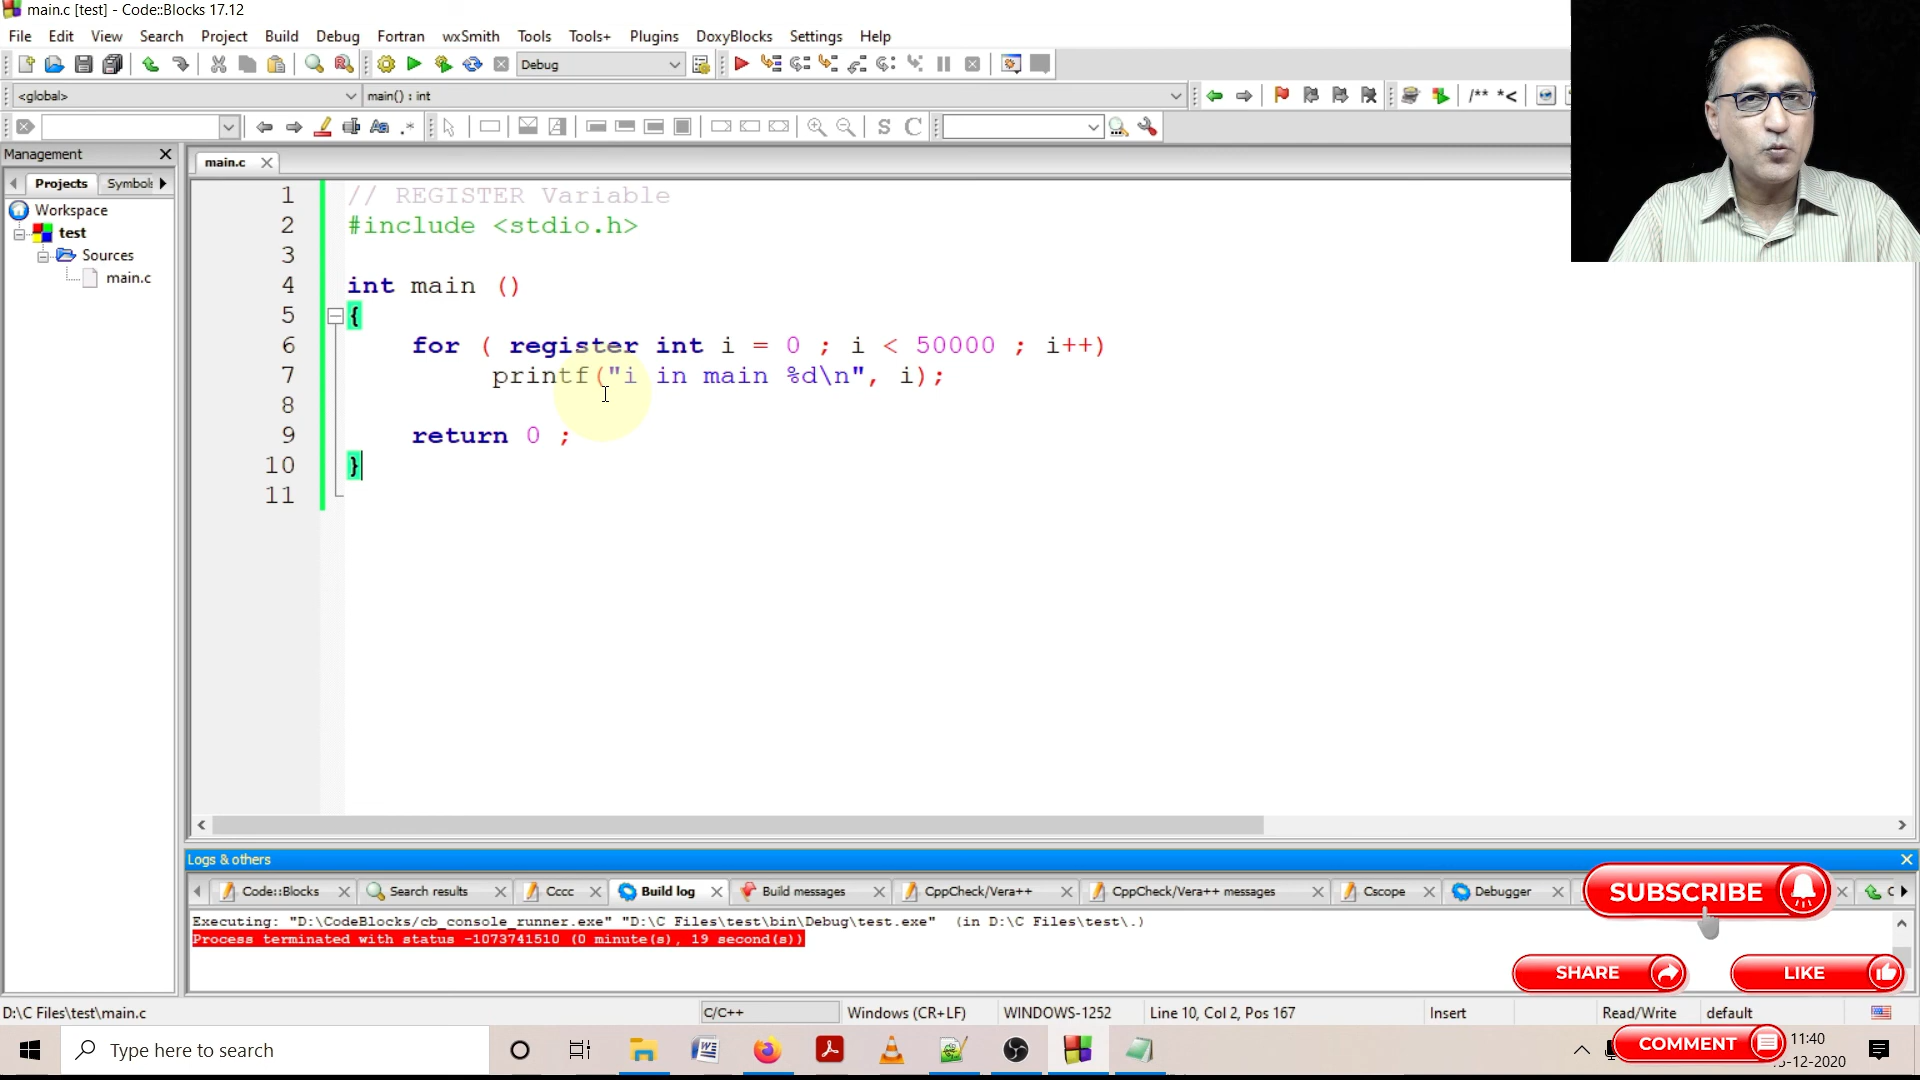 main.c [test] - Code::Blocks 17.12
File Edit View Search Project Build Debug Fortran wxSmith Tools Tools+ Plugins DoxyBlocks Settings Help
Debug
<global> main() : int /** *<
.* S C
Management
main.c
Projects Symbols
Workspace
test
Sources
main.c
1 // REGISTER Variable
2 #include <stdio.h>
3
4 int main ()
5 {
6 for ( register int i = 0 ; i < 50000 ; i++)
7 printf("i in main %d\n", i);
8
9 return 0 ;
10 }
11
Logs & others
Code::Blocks Search results Cccc Build log Build messages CppCheck/Vera++ CppCheck/Vera++ messages Cscope Debugger
Executing: "D:\CodeBlocks/cb_console_runner.exe" "D:\C Files\test\bin\Debug\test.exe" (in D:\C Files\test\.)
Process terminated with status -1073741510 (0 minute(s), 19 second(s))
SUBSCRIBE
SHARE LIKE
D:\C Files\test\main.c C/C++ Windows (CR+LF) WINDOWS-1252 Line 10, Col 2, Pos 167 Insert Read/Write default
Type here to search
COMMENT
11:40
-12-2020